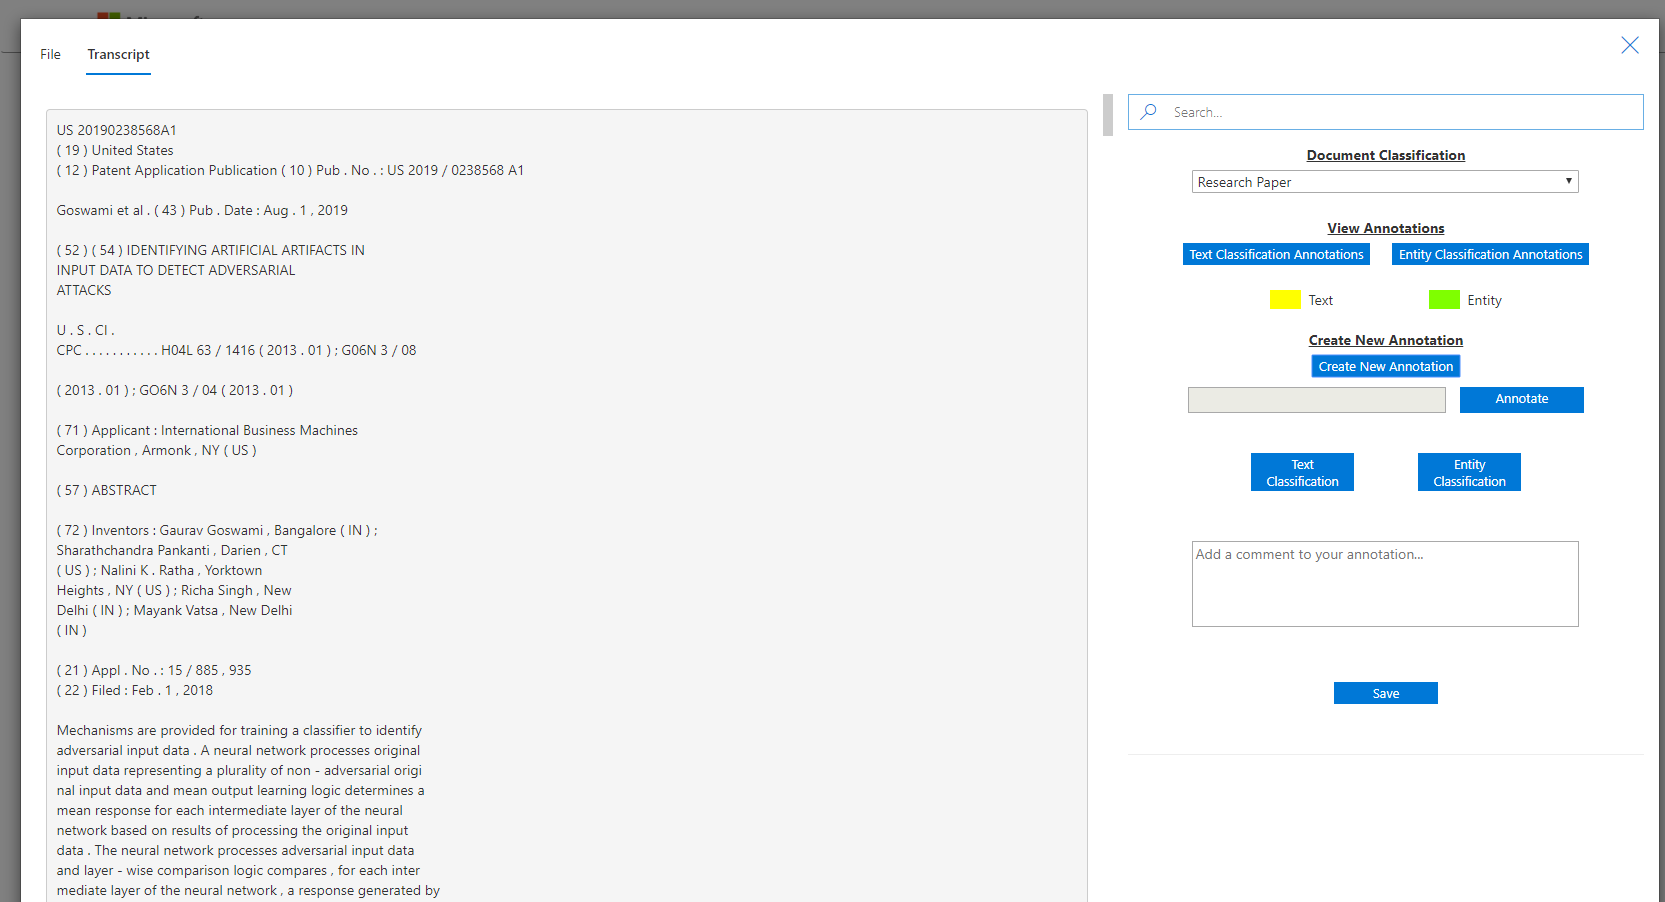 File Transcript
US 20190238568A1
( 19 ) United States
( 12 ) Patent Application Publication ( 10 ) Pub . No . : US 2019 / 0238568 A1
Goswami et al . ( 43 ) Pub . Date : Aug . 1 , 2019
( 52 ) ( 54 ) IDENTIFYING ARTIFICIAL ARTIFACTS IN
INPUT DATA TO DETECT ADVERSARIAL
ATTACKS
U . S . CI .
CPC . . . . . . . . . . . H04L 63 / 1416 ( 2013 . 01 ) ; G06N 3 / 08
( 2013 . 01 ) ; GO6N 3 / 04 ( 2013 . 01 )
( 71 ) Applicant : International Business Machines
Corporation , Armonk , NY ( US )
( 57 ) ABSTRACT
( 72 ) Inventors : Gaurav Goswami , Bangalore ( IN ) ;
Sharathchandra Pankanti , Darien , CT
( US ) ; Nalini K . Ratha , Yorktown
Heights , NY ( US ) ; Richa Singh , New
Delhi ( IN ) ; Mayank Vatsa , New Delhi
( IN )
( 21 ) Appl . No . : 15 / 885 , 935
( 22 ) Filed : Feb . 1 , 2018
Mechanisms are provided for training a classifier to identify
adversarial input data . A neural network processes original
input data representing a plurality of non - adversarial origi
nal input data and mean output learning logic determines a
mean response for each intermediate layer of the neural
network based on results of processing the original input
data . The neural network processes adversarial input data
and layer - wise comparison logic compares , for each inter
mediate layer of the neural network , a response generated by
Search...
Document Classification
Research Paper
View Annotations
Text Classification Annotations Entity Classification Annotations
Text Entity
Create New Annotation
Create New Annotation
Annotate
Text
Classification
Entity
Classification
Add a comment to your annotation...
Save